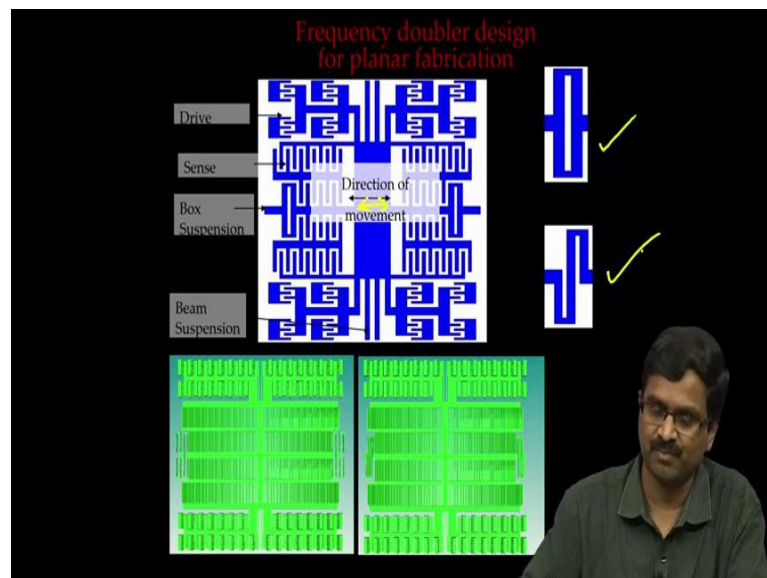 Frequency doubler design
for planar fabrication
Drive
Sense
Box
Suspension
Beam
Suspension
Direction of
movement